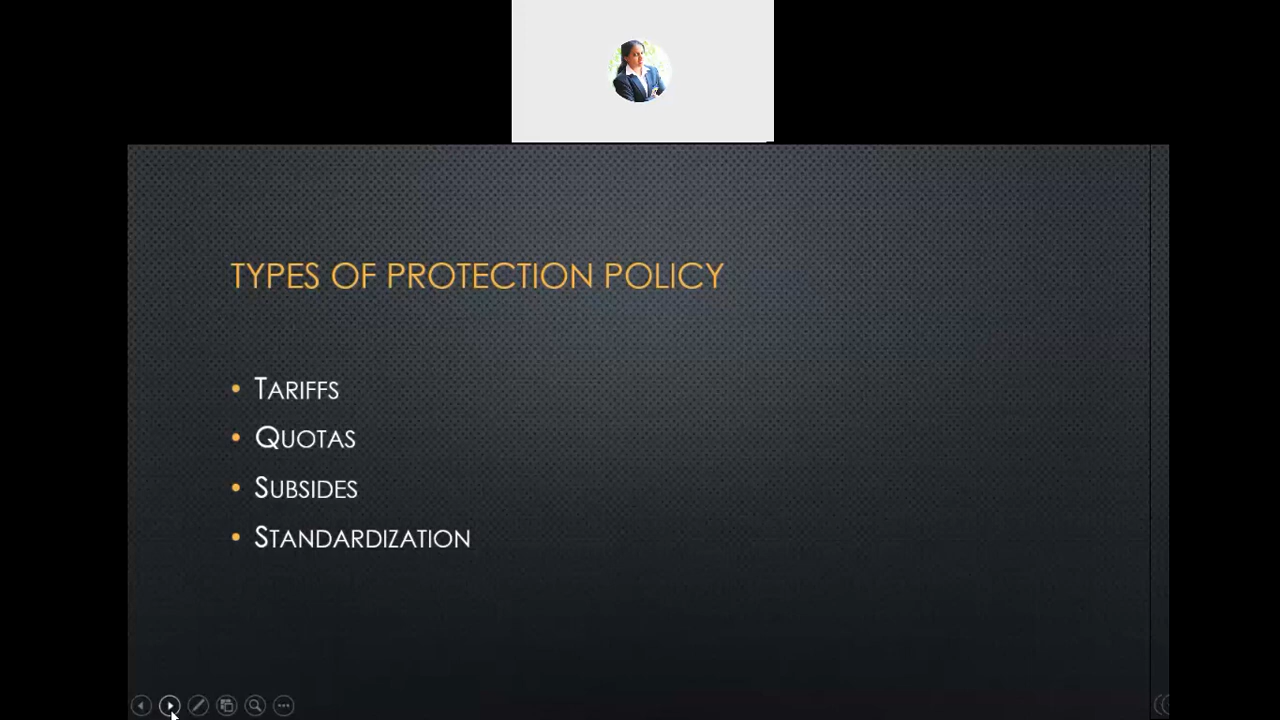 TYPES OF PROTECTION POLICY
TARIFFS
QUOTAS
SUBSIDES
STANDARDIZATION